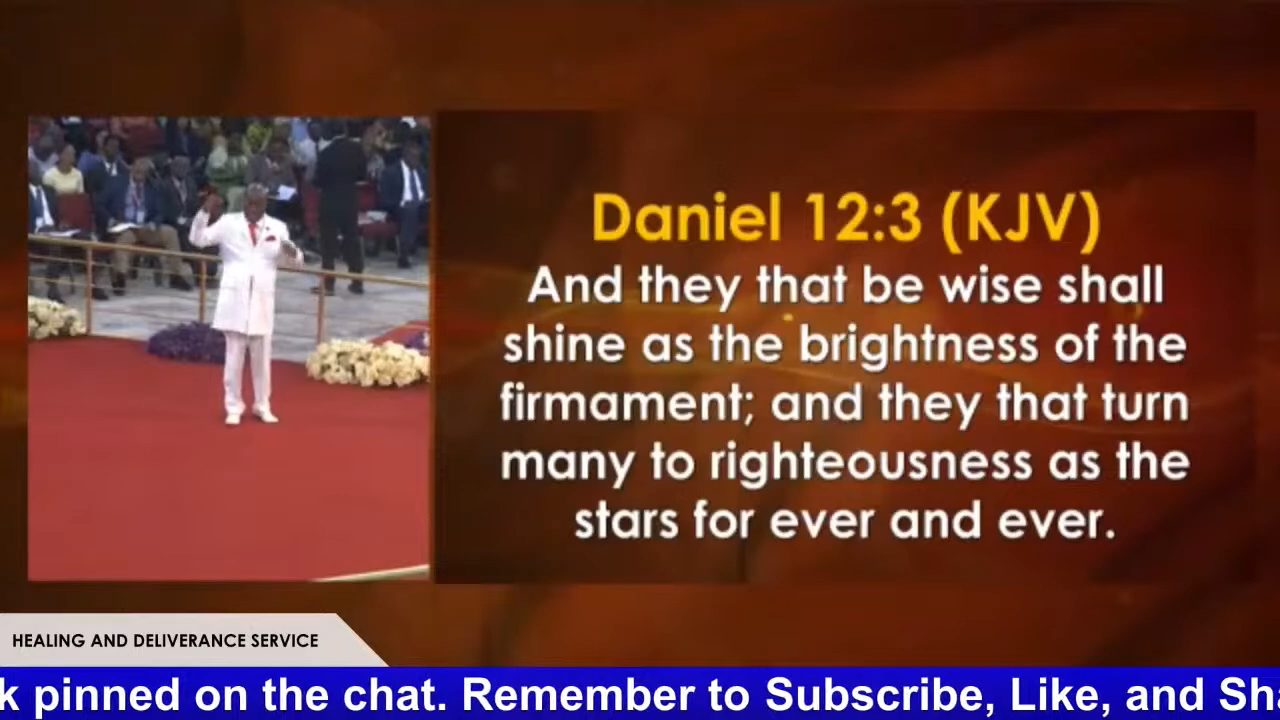 Daniel 12:3 (KJV)
And they that be wise shall
shine as the brightness of the
firmament; and they that turn
many to righteousness as the
stars for ever and ever.
HEALING AND DELIVERANCE SERVICE
k pinned on the chat. Remember to Subscribe, Like, and Sha